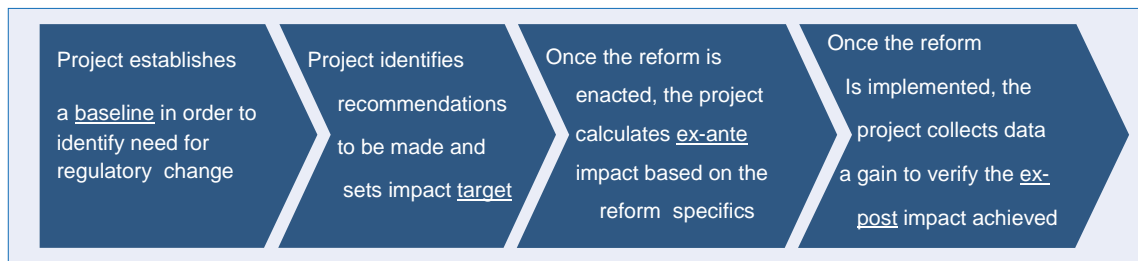 Project establishes
a baseline in order to
identify need for
regulatory change
Project identifies
recommendations
to be made and
sets impact target
Once the reform is
enacted, the project
calculates ex-ante
impact based on the
reform specifics
Once the reform
Is implemented, the
project collects data
a gain to verify the ex-
post impact achieved